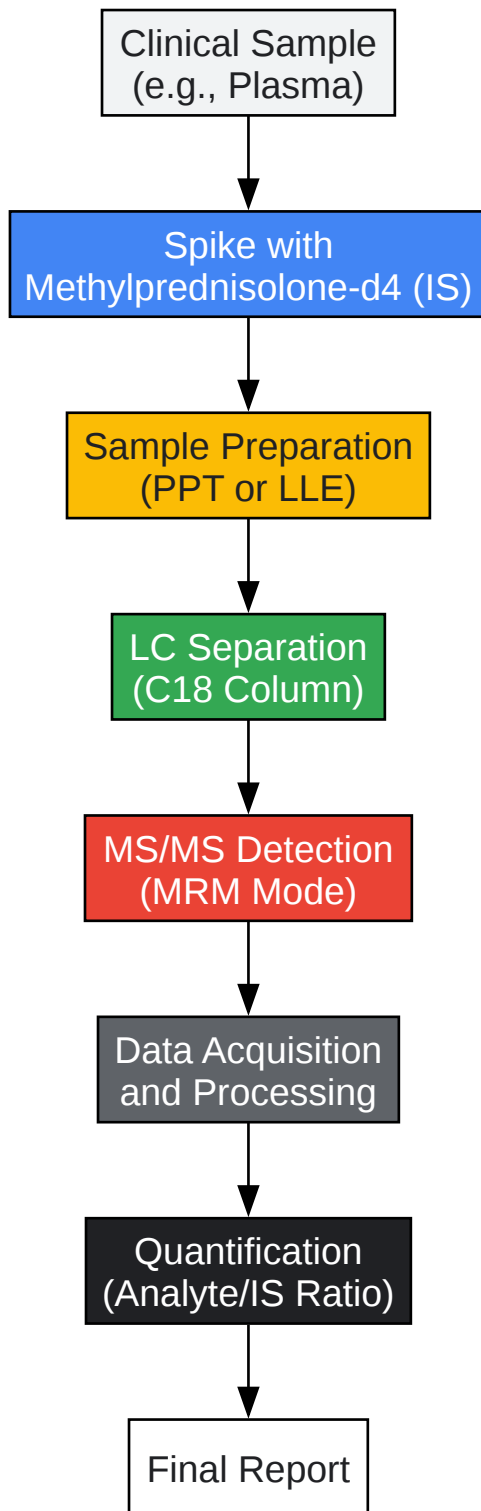 Clinical Sample
(e.g., Plasma)
Spike with
Methylprednisolone-d4 (IS)
Sample Preparation
(PPT or LLE)
LC Separation
(C18 Column)
MS/MS Detection
(MRM Mode)
Data Acquisition
and Processing
Quantification
(Analyte/IS Ratio)
Final Report